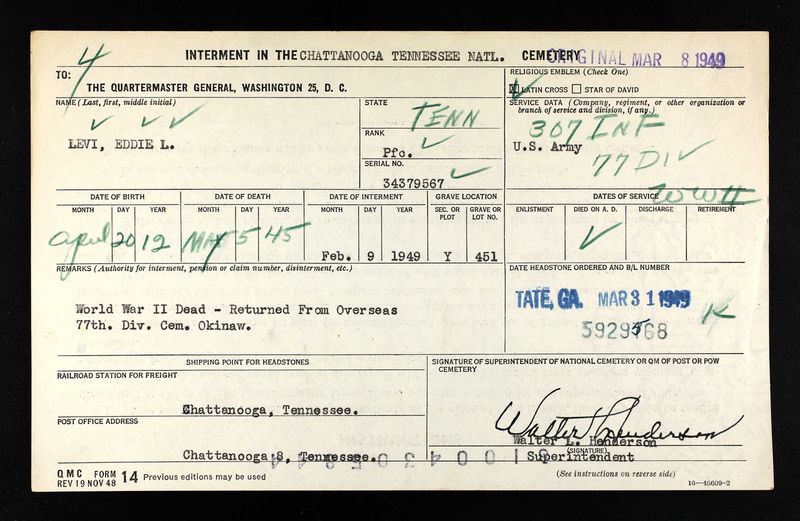 4
INTERMENT IN THE CHATTANOOGA TENNESSEE NATL. CEMETERY
ORIGINAL MAR 8 1949
TO:
THE QUARTERMASTER GENERAL, WASHINGTON 25, D. C.
RELIGIOUS EMBLEM (Check One)
X LATIN CROSS STAR OF DAVID
NAME (Last, first, middle initial)
LEVI, EDDIE L.
STATE
TENN
RANK
Pfc.
SERIAL NO.
34379567
SERVICE DATA (Company, regiment, or other organization or
branch of service and division, if any.)
307 INF
U.S. Army
77 DIV
WWII
DATE OF BIRTH
MONTH DAY YEAR
April 20 12
DATE OF DEATH
MONTH DAY YEAR
MAY 5 45
DATE OF INTERMENT
MONTH DAY YEAR
Feb. 9 1949
GRAVE LOCATION
SEC. OR PLOT GRAVE OR LOT NO.
Y 451
DATES OF SERVICE
ENLISTMENT DIED ON A. D. DISCHARGE RETIREMENT
REMARKS (Authority for interment, pension or claim number, disinterment, etc.)
World War II Dead - Returned From Overseas
77th. Div. Cem. Okinaw.
DATE HEADSTONE ORDERED AND B/L NUMBER
TATE, GA. MAR 31 1949
K
SHIPPING POINT FOR HEADSTONES
RAILROAD STATION FOR FREIGHT
Chattanooga, Tennessee.
POST OFFICE ADDRESS
Chattanooga 8, Tennessee.
SIGNATURE OF SUPERINTENDENT OF NATIONAL CEMETERY OR QM OF POST OR POW
CEMETERY
Walter L Henderson
Walter L. Henderson
(SIGNATURE)
Superintendent
QMC FORM
REV 19 NOV 48 14 Previous editions may be used
(See instructions on reverse side)
16—46609-2